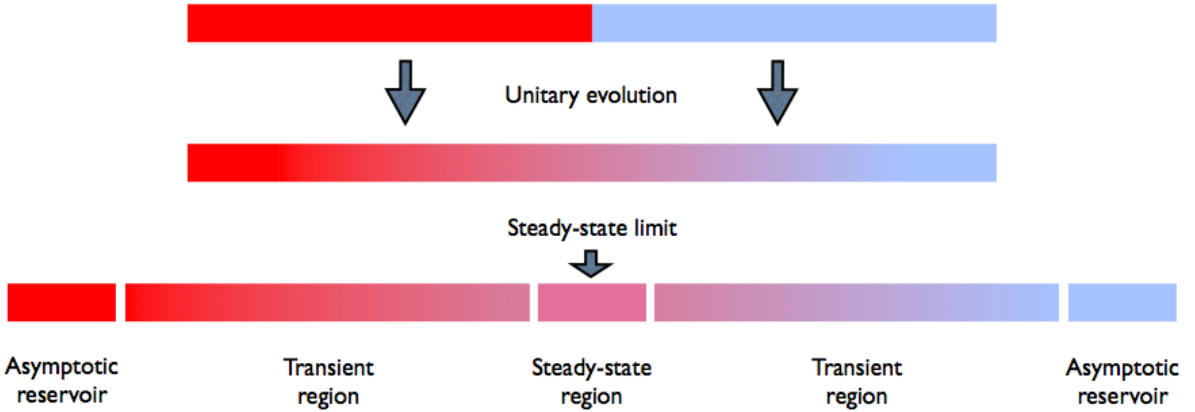 Unitary evolution
Steady-state limit
Asymptotic
reservoir
Transient
region
Steady-state
region
Transient
region
Asymptotic
reservoir